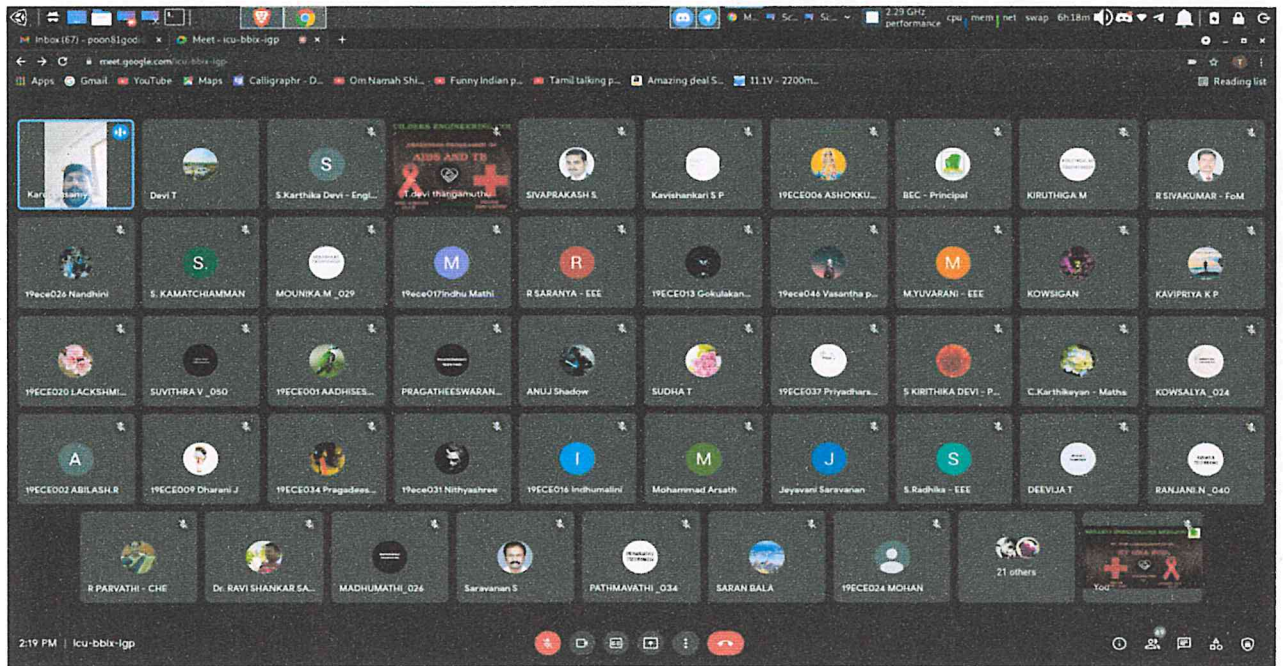 2.29 GHz
performance cpu mem net swap 6h18m
M Inbox (67) - poon81god
Meet - icu-bbix-igp
meet.google.com/icu-bbix-igp
Apps Gmail YouTube Maps Calligraphr - D... Om Namah Shi... Funny Indian p... Tamil talking p... Amazing deal S... 11.1V - 2200m... Reading list
AIDS AND TB
Devi T
S
S.Karthika Devi - Engl...
T.devi thangamuthu
SIVAPRAKASH S
Kavishankari S P
19ECE006 ASHOKKU...
BEC - Principal
KIRUTHIGA M
R SIVAKUMAR - FoM
19ece026 Nandhini
S.
S. KAMATCHIAMMAN
MOUNIKA.M _029
M
19ece017Indhu Mathi
R
R SARANYA - EEE
19ECE013 Gokulakan...
19ece046 Vasantha p...
M
M.YUVARANI - EEE
KOWSIGAN
KAVIPRIYA K P
19ECE020 LACKSHMI...
SUVITHRA V _050
19ECE001 AADHISES...
PRAGATHEESWARAN...
ANUJ Shadow
SUDHA T
19ECE037 Priyadhars...
S KIRITHIKA DEVI - P...
C.Karthikeyan - Maths
KOWSALYA _024
A
19ECE002 ABILASH.R
19ECE009 Dharani J
19ECE034 Pragadees...
19ece031 Nithyashree
I
19ECE016 Indhumalini
M
Mohammad Arsath
J
Jeyavani Saravanan
S
S.Radhika - EEE
DEEVIJA T
RANJANI.N _040
R PARVATHI - CHE
Dr. RAVI SHANKAR SA...
MADHUMATHI_026
Saravanan S
PATHMAVATHI _034
SARAN BALA
19ECE024 MOHAN
21 others
You
2:19 PM | icu-bbix-igp